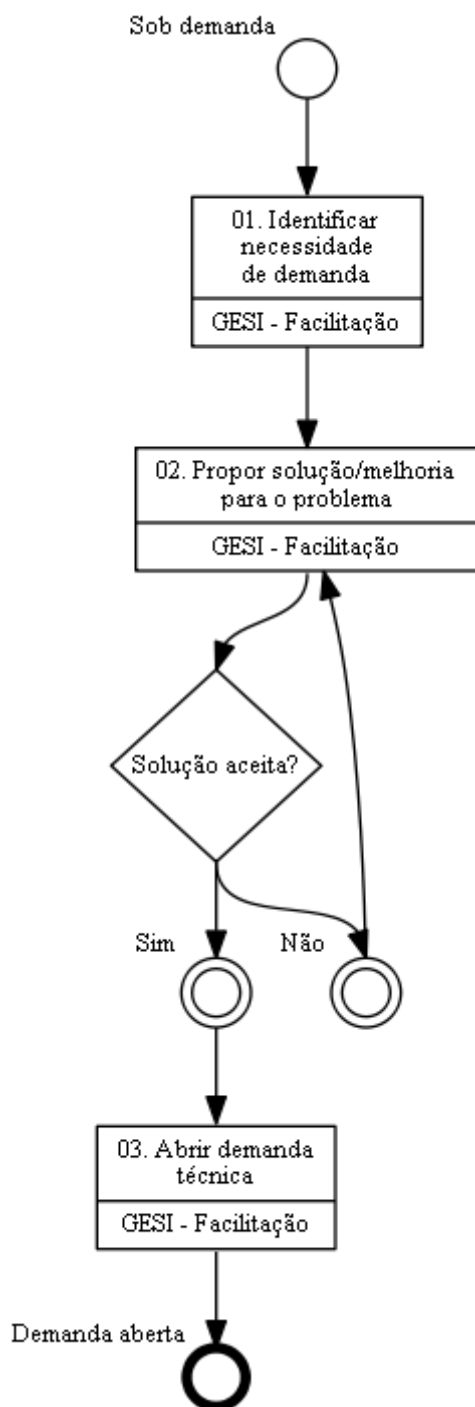 Sob demanda
01. Identificar
necessidade
de demanda
GESI - Facilitação
02. Propor solução/melhoria
para o problema
GESI - Facilitação
Solução aceita?
Sim
Não
03. Abrir demanda
técnica
GESI - Facilitação
Demanda aberta